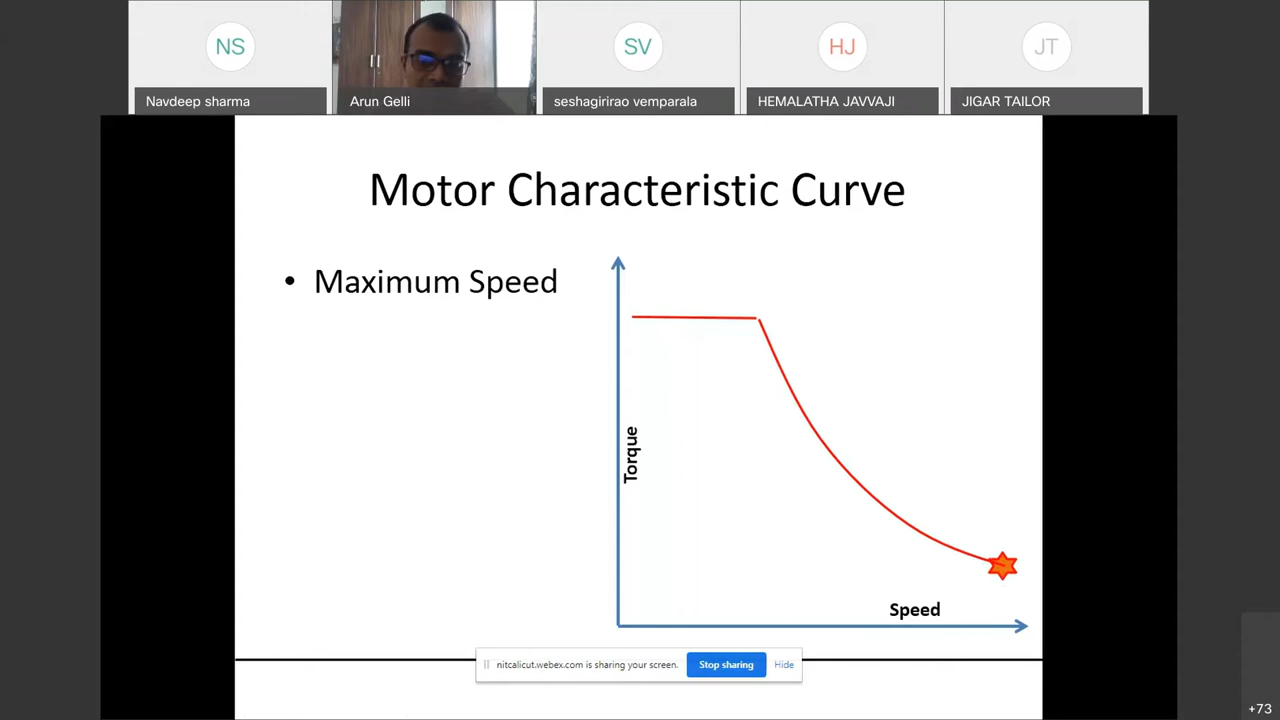 NS
SV
HJ
JT
Navdeep sharma
Arun Gelli
seshagirirao vemparala
HEMALATHA JAVVAJI
JIGAR TAILOR
Motor Characteristic Curve
• Maximum Speed
Torque
Speed
nitcalicut.webex.com is sharing your screen.
Stop sharing
Hide
+73